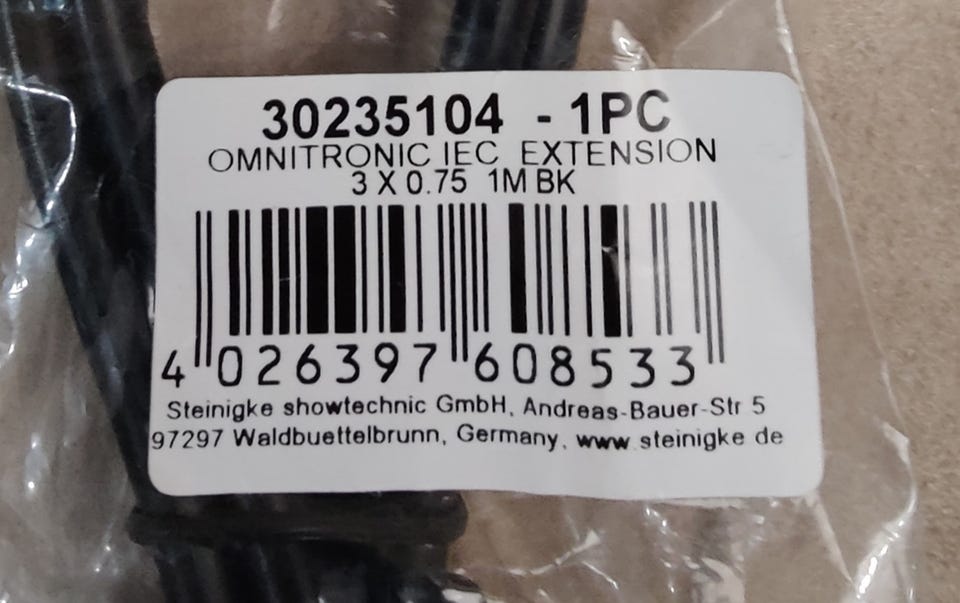 30235104 - 1PC
OMNITRONIC IEC EXTENSION
3 X 0.75 1M BK
4 026397 608533
Steinigke showtechnic GmbH, Andreas-Bauer-Str 5
97297 Waldbuettelbrunn, Germany, www.steinigke de